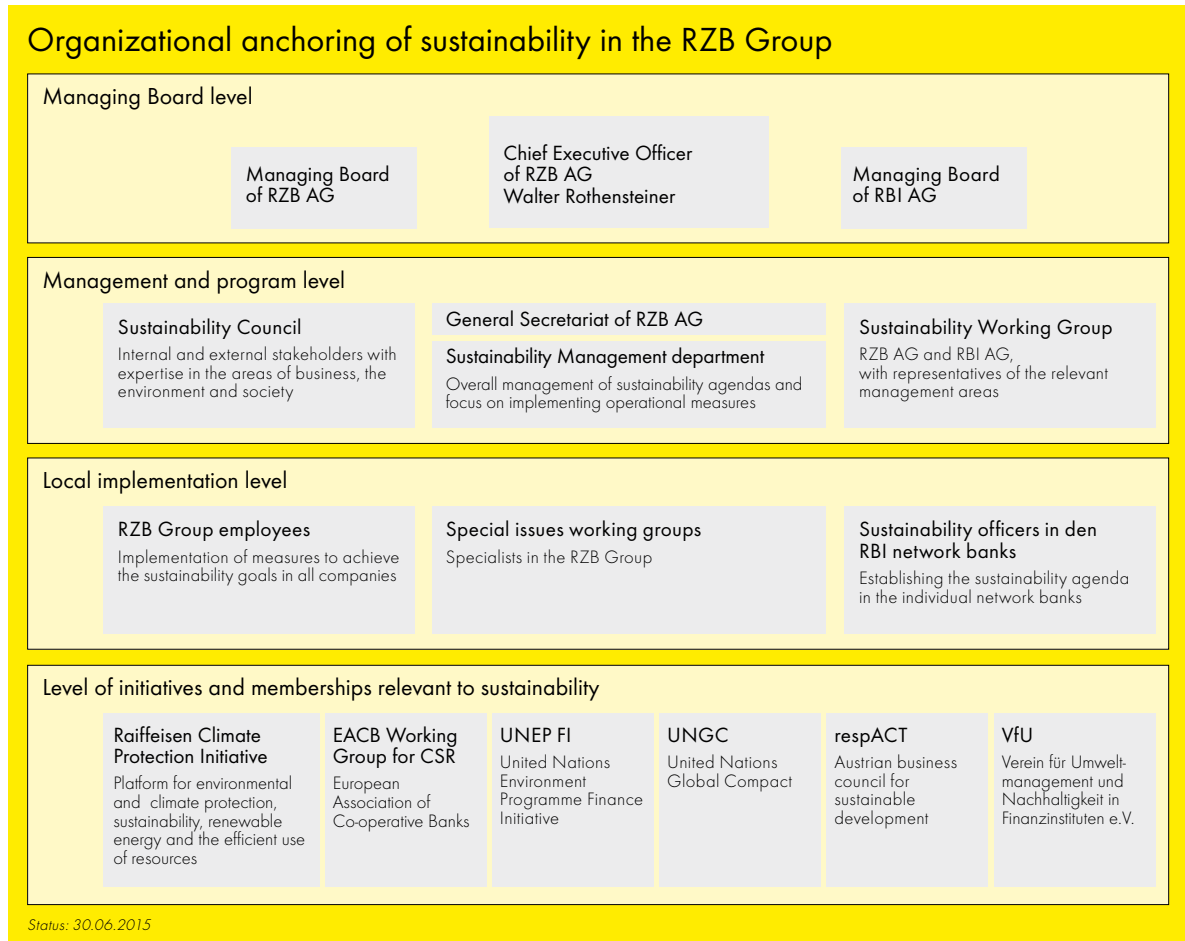 Organizational anchoring of sustainability in the RZB Group
Managing Board level
Managing Board
of RZB AG
Chief Executive Officer
of RZB AG
Walter Rothensteiner
Managing Board
of RBI AG
Management and program level
Sustainability Council
Internal and external stakeholders with
expertise in the areas of business, the
environment and society
General Secretariat of RZB AG
Sustainability Management department
Overall management of sustainability agendas and
focus on implementing operational measures
Sustainability Working Group
RZB AG and RBI AG,
with representatives of the relevant
management areas
Local implementation level
RZB Group employees
Implementation of measures to achieve
the sustainability goals in all companies
Special issues working groups
Specialists in the RZB Group
Sustainability officers in den
RBI network banks
Establishing the sustainability agenda
in the individual network banks
Level of initiatives and memberships relevant to sustainability
Raiffeisen Climate
Protection Initiative
Platform for environmental
and climate protection,
sustainability, renewable
energy and the efficient use
of resources
EACB Working
Group for CSR
European
Association of
Co-operative Banks
UNEP FI
United Nations
Environment
Programme Finance
Initiative
UNGC
United Nations
Global Compact
respACT
Austrian business
council for
sustainable
development
VfU
Verein für Umwelt-
management und
Nachhaltigkeit in
Finanzinstituten e.V.
Status: 30.06.2015